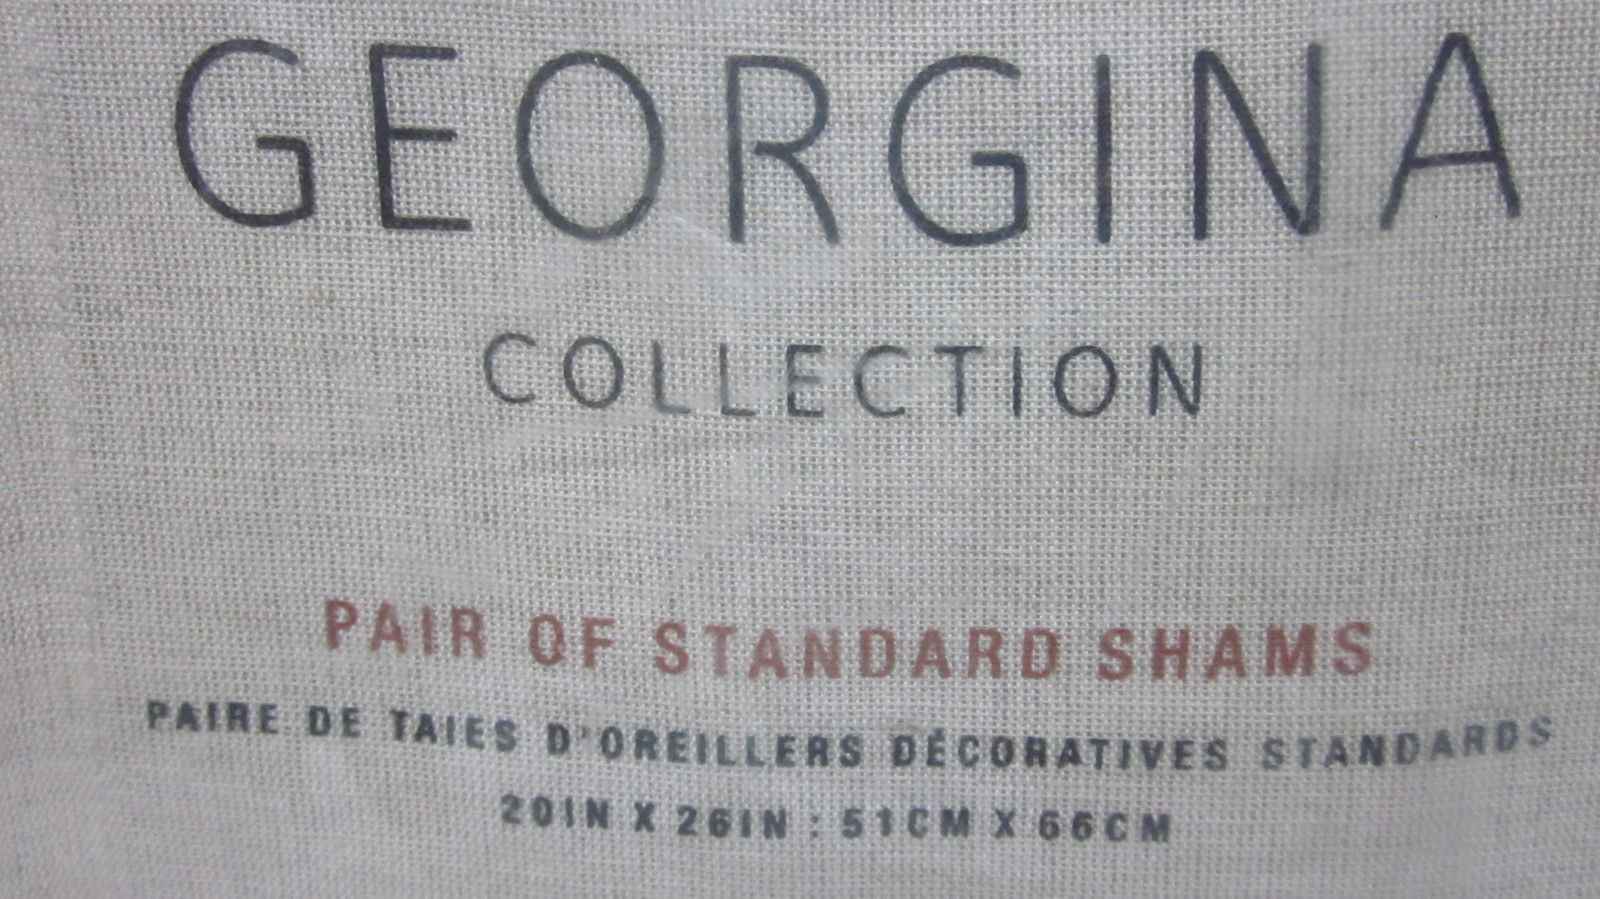 GEORGINA
COLLECTION
PAIR OF STANDARD SHAMS
PAIRE DE TAIES D'OREILLERS DÉCORATIVES STANDARDS
20IN X 26IN : 51CM X 66CM